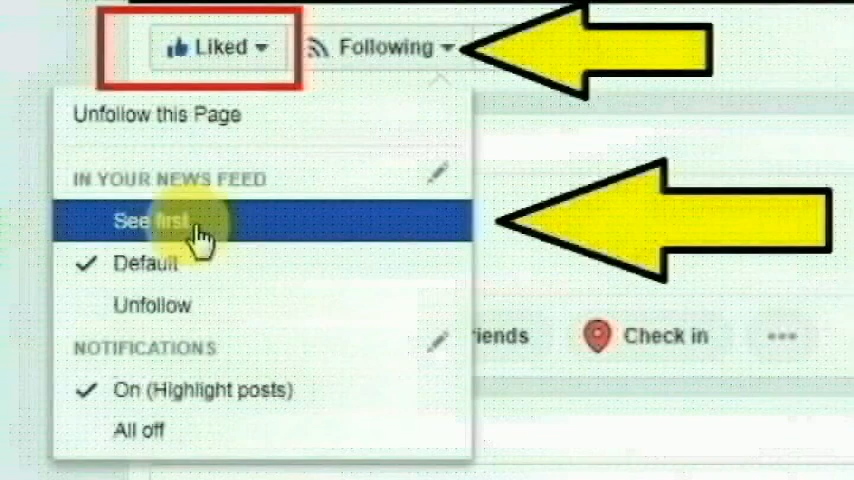 Liked Following
Unfollow this Page
IN YOUR NEWS FEED
See first
Default
Unfollow
riends Check in
NOTIFICATIONS
On (Highlight posts)
All off